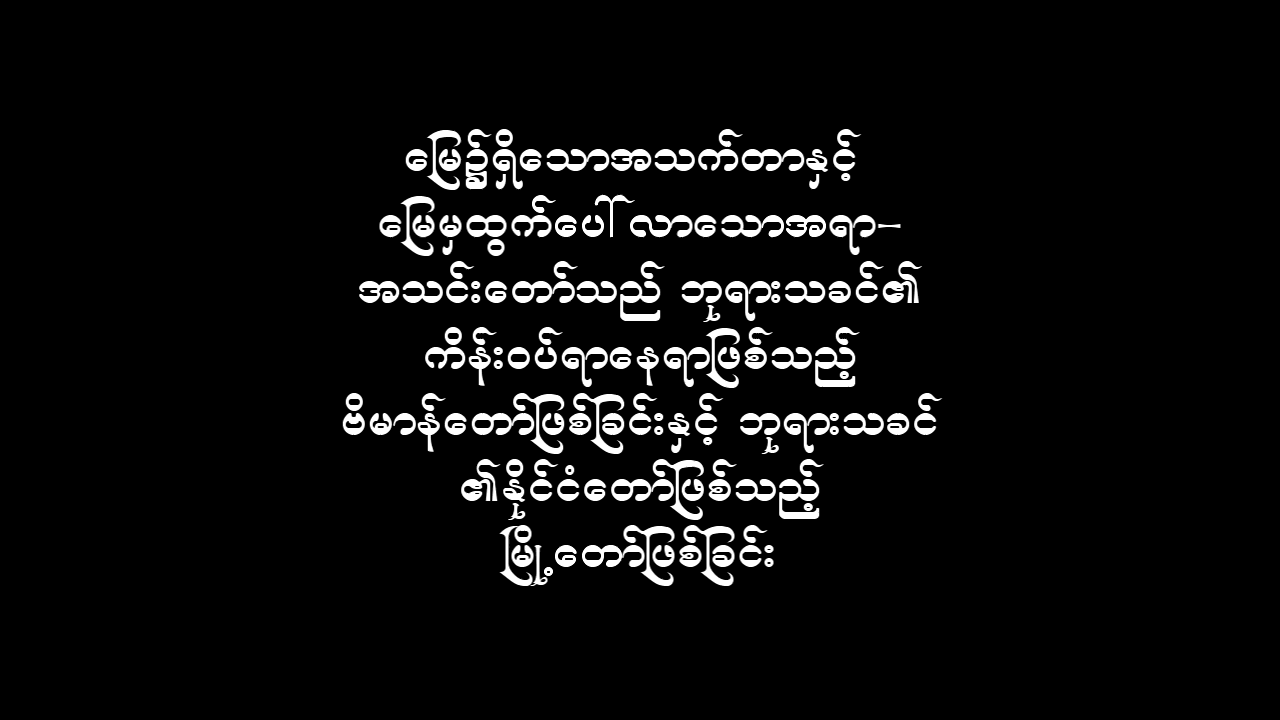 မြေ၌ရှိသောအသက်တာနှင့်
မြေမှထွက်ပေါ် လာသောအရာ-
အသင်းတော်သည် ဘုရားသခင်၏
ကိန်းဝပ်ရာနေရာဖြစ်သည့်
ဗိမာန်တော်ဖြစ်ခြင်းနှင့် ဘုရားသခင်
၏နိုင်ငံတော်ဖြစ်သည့်
မြို့တော်ဖြစ်ခြင်း